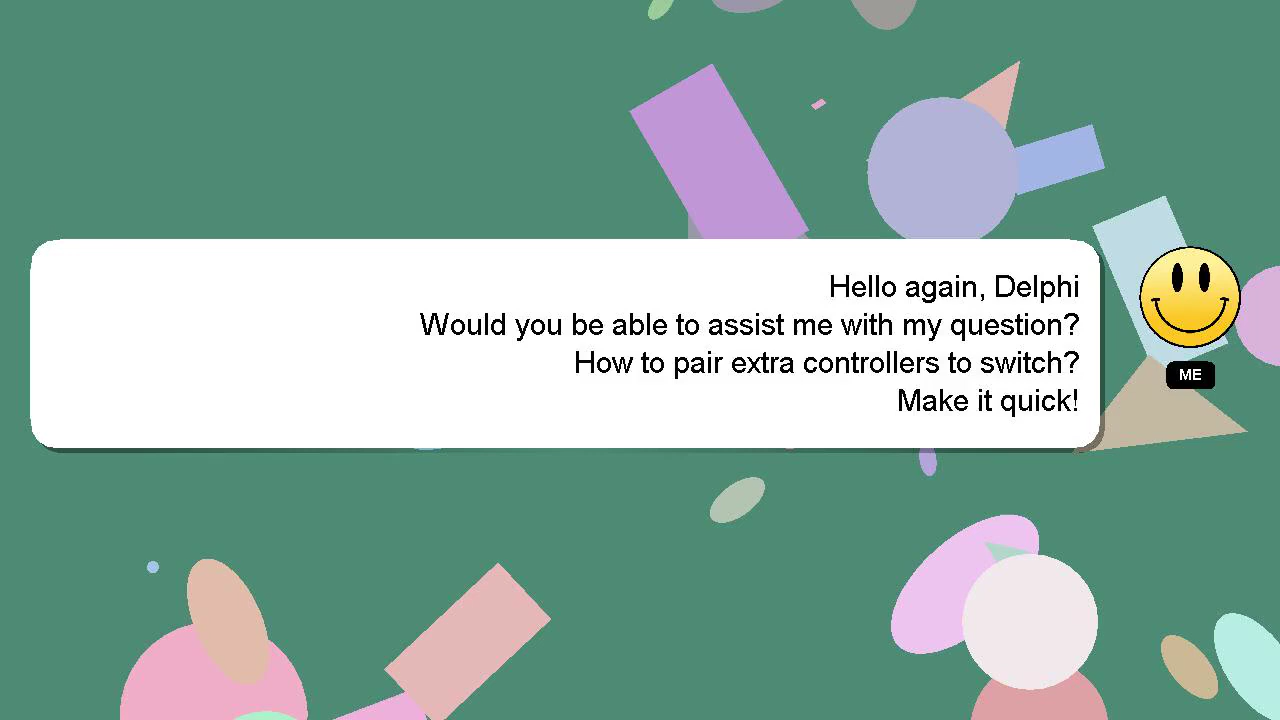 Hello again, Delphi
Would you be able to assist me with my question?
How to pair extra controllers to switch?
Make it quick!
ME